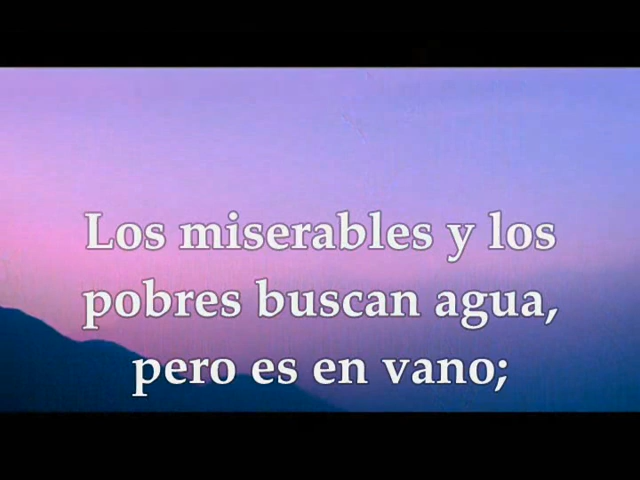 Los miserables y los
pobres buscan agua,
pero es en vano;